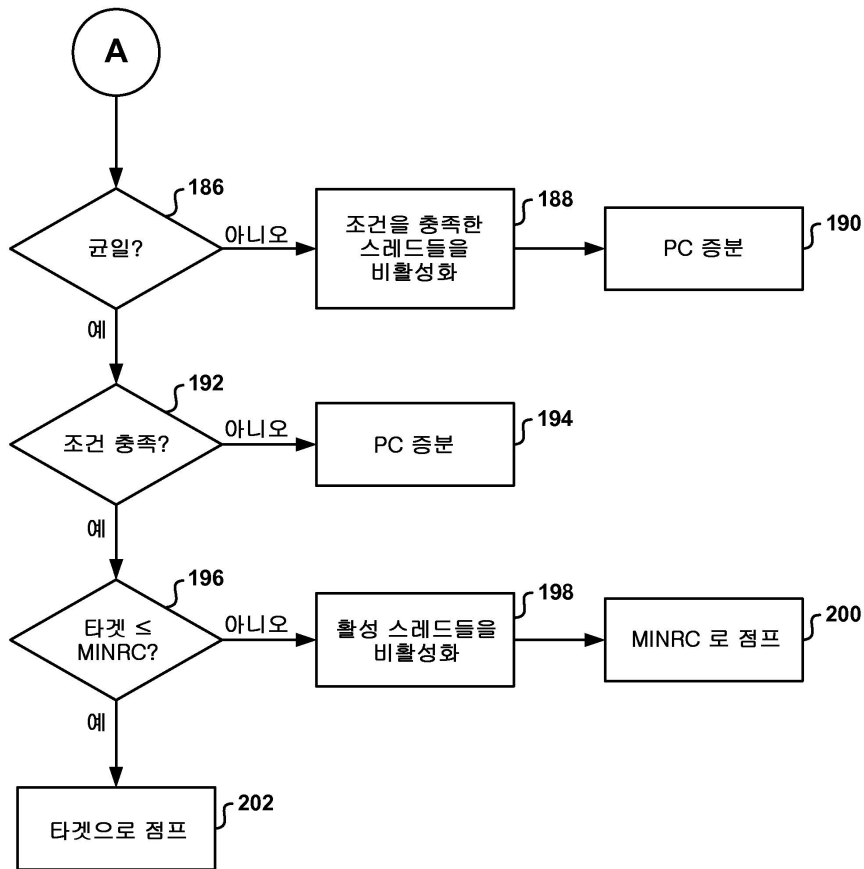 A
186
균일?
아니오
조건을 충족한
스레드들을
비활성화
188
PC 증분
190
예
192
조건 충족?
아니오
PC 증분
194
예
196
타겟 ≤
MINRC?
아니오
활성 스레드들을
비활성화
198
MINRC 로 점프
200
예
202
타겟으로 점프